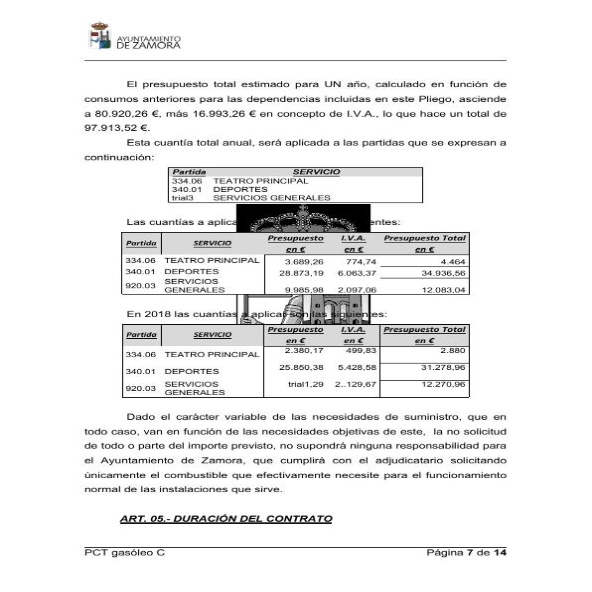 AYUNTAMIENTO
DE ZAMORA
El presupuesto total estimado para UN año, calculado en función de
consumos anteriores para las dependencias incluidas en este Pliego, asciende
a 80.920,26 €, más 16.993,26 € en concepto de I.V.A., lo que hace un total de
97.913,52 €.
Esta cuantía total anual, será aplicada a las partidas que se expresan a
continuación:
Partida SERVICIO
334.06 TEATRO PRINCIPAL
340.01 DEPORTES
trial3 SERVICIOS GENERALES
Las cuantías a aplica entes:
Partida SERVICIO Presupuesto en € I.V.A. en € Presupuesto Total en €
334.06 TEATRO PRINCIPAL 3.689,26 774,74 4.464
340.01 DEPORTES 28.873,19 6.063,37 34.936,56
920.03 SERVICIOS GENERALES 9.985,98 2.097,06 12.083,04
En 2018 las cuantías a aplicar son las siguientes:
Partida SERVICIO Presupuesto en € I.V.A. en € Presupuesto Total en €
334.06 TEATRO PRINCIPAL 2.380,17 499,83 2.880
340.01 DEPORTES 25.850,38 5.428,58 31.278,96
920.03 SERVICIOS GENERALES trial1,29 2..129,67 12.270,96
Dado el carácter variable de las necesidades de suministro, que en
todo caso, van en función de las necesidades objetivas de este, la no solicitud
de todo o parte del importe previsto, no supondrá ninguna responsabilidad para
el Ayuntamiento de Zamora, que cumplirá con el adjudicatario solicitando
únicamente el combustible que efectivamente necesite para el funcionamiento
normal de las instalaciones que sirve.
ART. 05.- DURACIÓN DEL CONTRATO
PCT gasóleo C Página 7 de 14